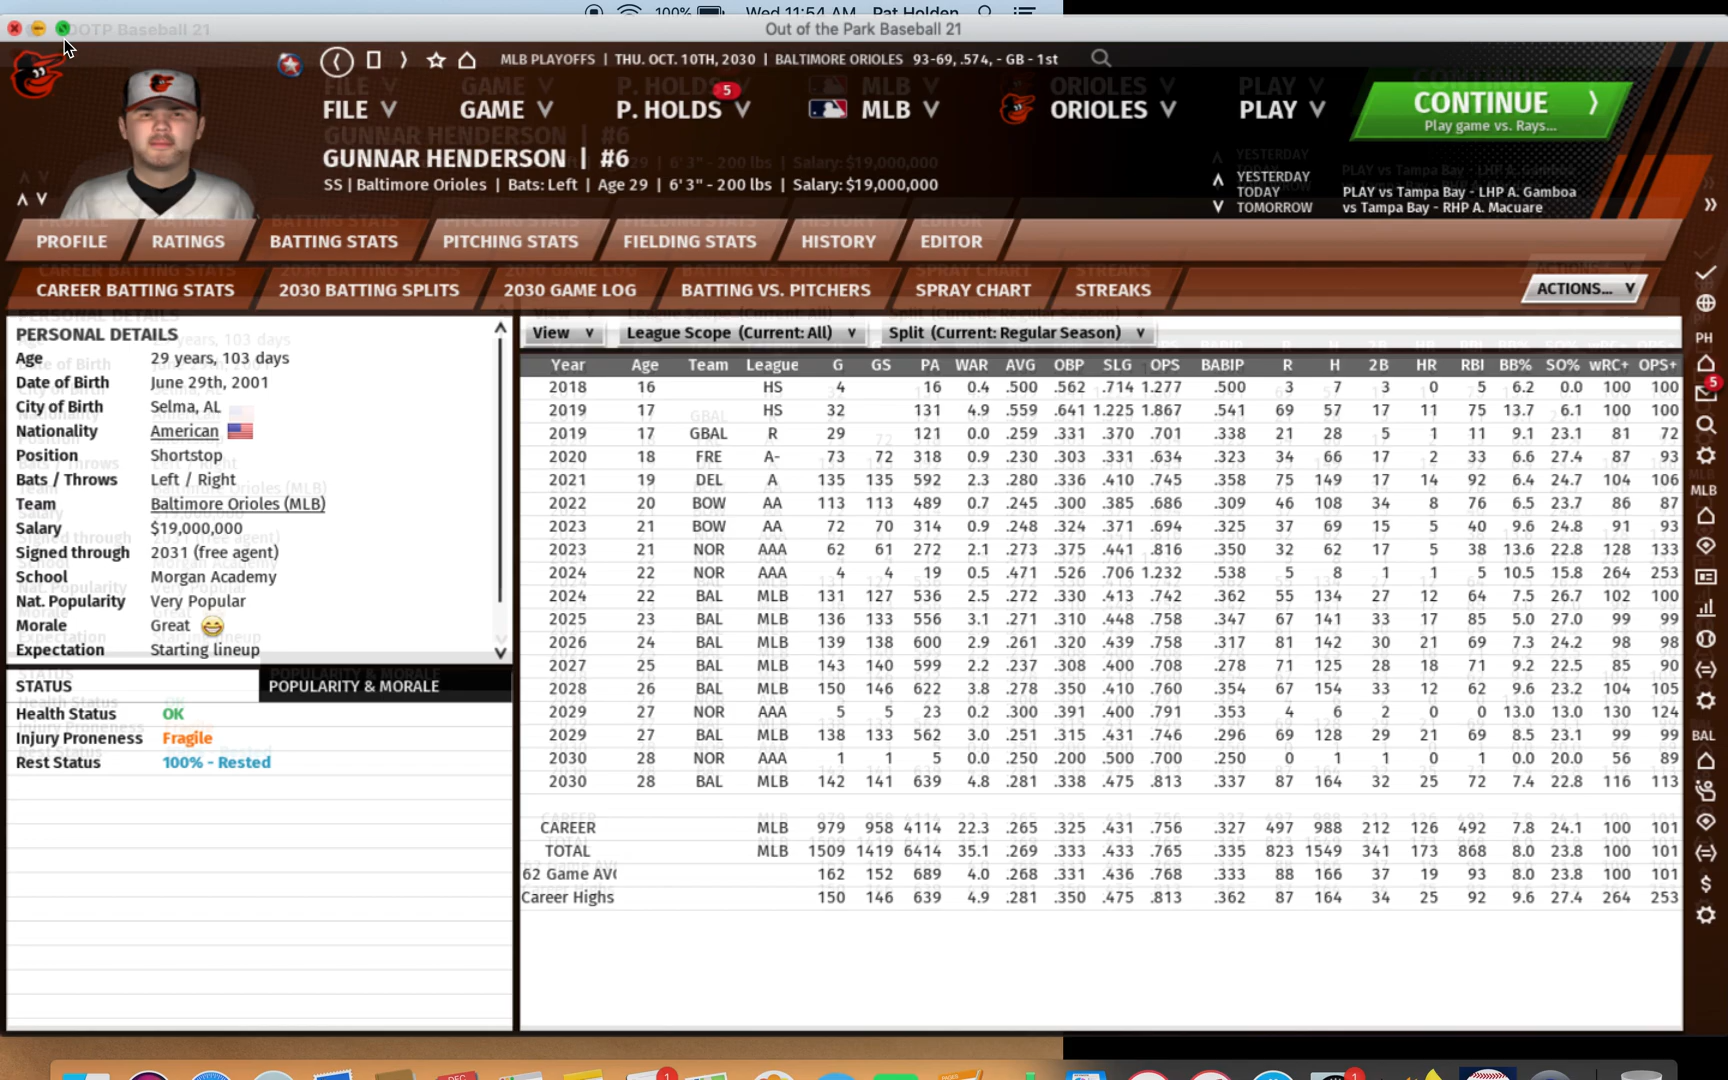 100% Wed 11:54 AM Pat Holden
OOTP Baseball 21
Out of the Park Baseball 21
MLB PLAYOFFS | THU. OCT. 10TH, 2030 | BALTIMORE ORIOLES 93-69, .574, - GB - 1st
5
FILE GAME P. HOLDS MLB ORIOLES PLAY
CONTINUE
Play game vs. Rays...
GUNNAR HENDERSON | #6
SS | Baltimore Orioles | Bats: Left | Age 29 | 6' 3" - 200 lbs | Salary: $19,000,000
YESTERDAY
TODAY PLAY vs Tampa Bay - LHP A. Gamboa
TOMORROW vs Tampa Bay - RHP A. Macuare
PROFILE RATINGS BATTING STATS PITCHING STATS FIELDING STATS HISTORY EDITOR
CAREER BATTING STATS 2030 BATTING SPLITS 2030 GAME LOG BATTING VS. PITCHERS SPRAY CHART STREAKS ACTIONS...
PERSONAL DETAILS
Age 29 years, 103 days
Date of Birth June 29th, 2001
City of Birth Selma, AL
Nationality American
Position Shortstop
Bats / Throws Left / Right
Team Baltimore Orioles (MLB)
Salary $19,000,000
Signed through 2031 (free agent)
School Morgan Academy
Nat. Popularity Very Popular
Morale Great
Expectation Starting lineup
STATUS POPULARITY & MORALE
Health Status OK
Injury Proneness Fragile
Rest Status 100% - Rested
View League Scope (Current: All) Split (Current: Regular Season)
Year Age Team League G GS PA WAR AVG OBP SLG OPS BABIP R H 2B HR RBI BB% SO% wRC+ OPS+
2018 16 HS 4 16 0.4 .500 .562 .714 1.277 .500 3 7 3 0 5 6.2 0.0 100 100
2019 17 HS 32 131 4.9 .559 .641 1.225 1.867 .541 69 57 17 11 75 13.7 6.1 100 100
2019 17 GBAL R 29 121 0.0 .259 .331 .370 .701 .338 21 28 5 1 11 9.1 23.1 81 72
2020 18 FRE A- 73 72 318 0.9 .230 .303 .331 .634 .323 34 66 17 2 33 6.6 27.4 87 93
2021 19 DEL A 135 135 592 2.3 .280 .336 .410 .745 .358 75 149 17 14 92 6.4 24.7 104 106
2022 20 BOW AA 113 113 489 0.7 .245 .300 .385 .686 .309 46 108 34 8 76 6.5 23.7 86 87
2023 21 BOW AA 72 70 314 0.9 .248 .324 .371 .694 .325 37 69 15 5 40 9.6 24.8 91 93
2023 21 NOR AAA 62 61 272 2.1 .273 .375 .441 .816 .350 32 62 17 5 38 13.6 22.8 128 133
2024 22 NOR AAA 4 4 19 0.5 .471 .526 .706 1.232 .538 5 8 1 1 5 10.5 15.8 264 253
2024 22 BAL MLB 131 127 536 2.5 .272 .330 .413 .742 .362 55 134 27 12 64 7.5 26.7 102 100
2025 23 BAL MLB 136 133 556 3.1 .271 .310 .448 .758 .347 67 141 33 17 85 5.0 27.0 99 99
2026 24 BAL MLB 139 138 600 2.9 .261 .320 .439 .758 .317 81 142 30 21 69 7.3 24.2 98 98
2027 25 BAL MLB 143 140 599 2.2 .237 .308 .400 .708 .278 71 125 28 18 71 9.2 22.5 85 90
2028 26 BAL MLB 150 146 622 3.8 .278 .350 .410 .760 .354 67 154 33 12 62 9.6 23.2 104 105
2029 27 NOR AAA 5 5 23 0.2 .300 .391 .400 .791 .353 4 6 2 0 0 13.0 13.0 130 124
2029 27 BAL MLB 138 133 562 3.0 .251 .315 .431 .746 .296 69 128 29 21 69 8.5 23.1 99 99
2030 28 NOR AAA 1 1 5 0.0 .250 .200 .500 .700 .250 0 1 1 0 1 0.0 20.0 56 89
2030 28 BAL MLB 142 141 639 4.8 .281 .338 .475 .813 .337 87 164 32 25 72 7.4 22.8 116 113
CAREER MLB 979 958 4114 22.3 .265 .325 .431 .756 .327 497 988 212 126 492 7.8 24.1 100 101
TOTAL MLB 1509 1419 6414 35.1 .269 .333 .433 .765 .335 823 1549 341 173 868 8.0 23.8 100 101
62 Game AV 162 152 689 4.0 .268 .331 .436 .768 .333 88 166 37 19 93 8.0 23.8 100 101
Career Highs 150 146 639 4.9 .281 .350 .475 .813 .362 87 164 34 25 92 9.6 27.4 264 253
PH
5
MLB
BAL
$
1
1